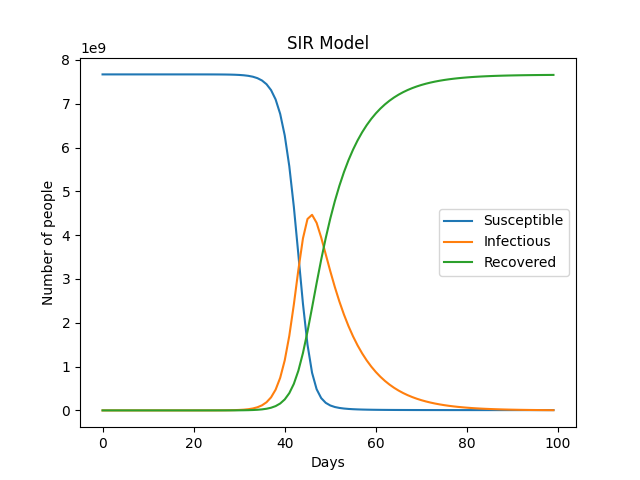 SIR Model
1e9
8
7
6
5
4
3
2
1
0
Number of people
Susceptible
Infectious
Recovered
0 20 40 60 80 100
Days